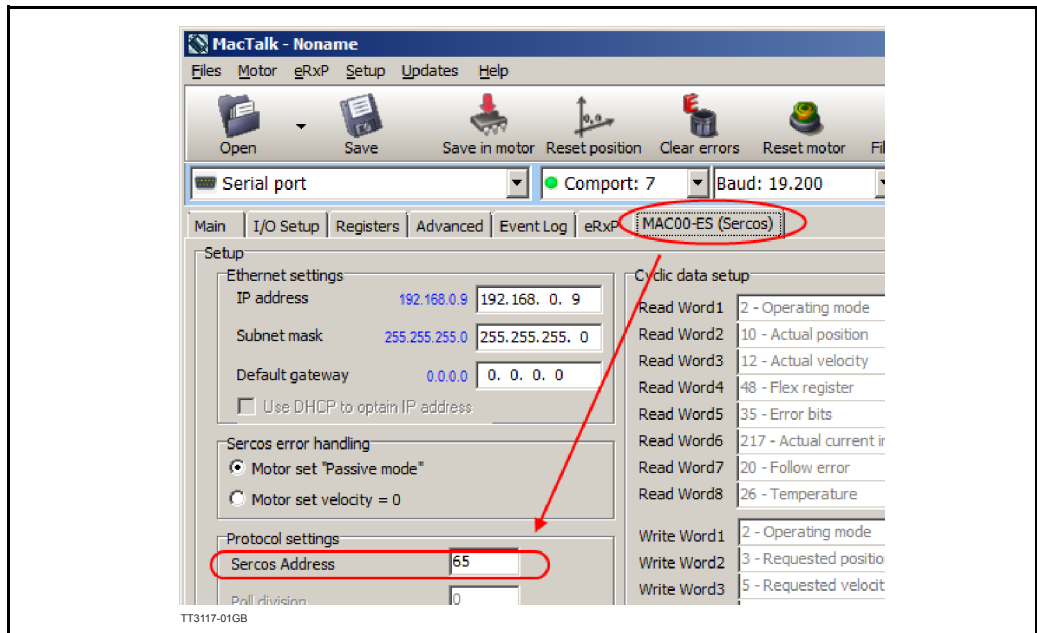 MacTalk - Noname
Files Motor eRxP Setup Updates Help
Open Save Save in motor Reset position Clear errors Reset motor Fil
Serial port Comport: 7 Baud: 19.200
Main I/O Setup Registers Advanced Event Log eRxP MAC00-ES (Sercos)
Setup
Ethernet settings
IP address 192.168.0.9 192.168. 0. 9
Subnet mask 255.255.255.0 255.255.255. 0
Default gateway 0.0.0.0 0. 0. 0. 0
Use DHCP to optain IP address
Sercos error handling
Motor set "Passive mode"
Motor set velocity = 0
Protocol settings
Sercos Address 65
Poll division 0
Cyclic data setup
Read Word1 2 - Operating mode
Read Word2 10 - Actual position
Read Word3 12 - Actual velocity
Read Word4 48 - Flex register
Read Word5 35 - Error bits
Read Word6 217 - Actual current in
Read Word7 20 - Follow error
Read Word8 26 - Temperature
Write Word1 2 - Operating mode
Write Word2 3 - Requested positio
Write Word3 5 - Requested velocit
TT3117-01GB